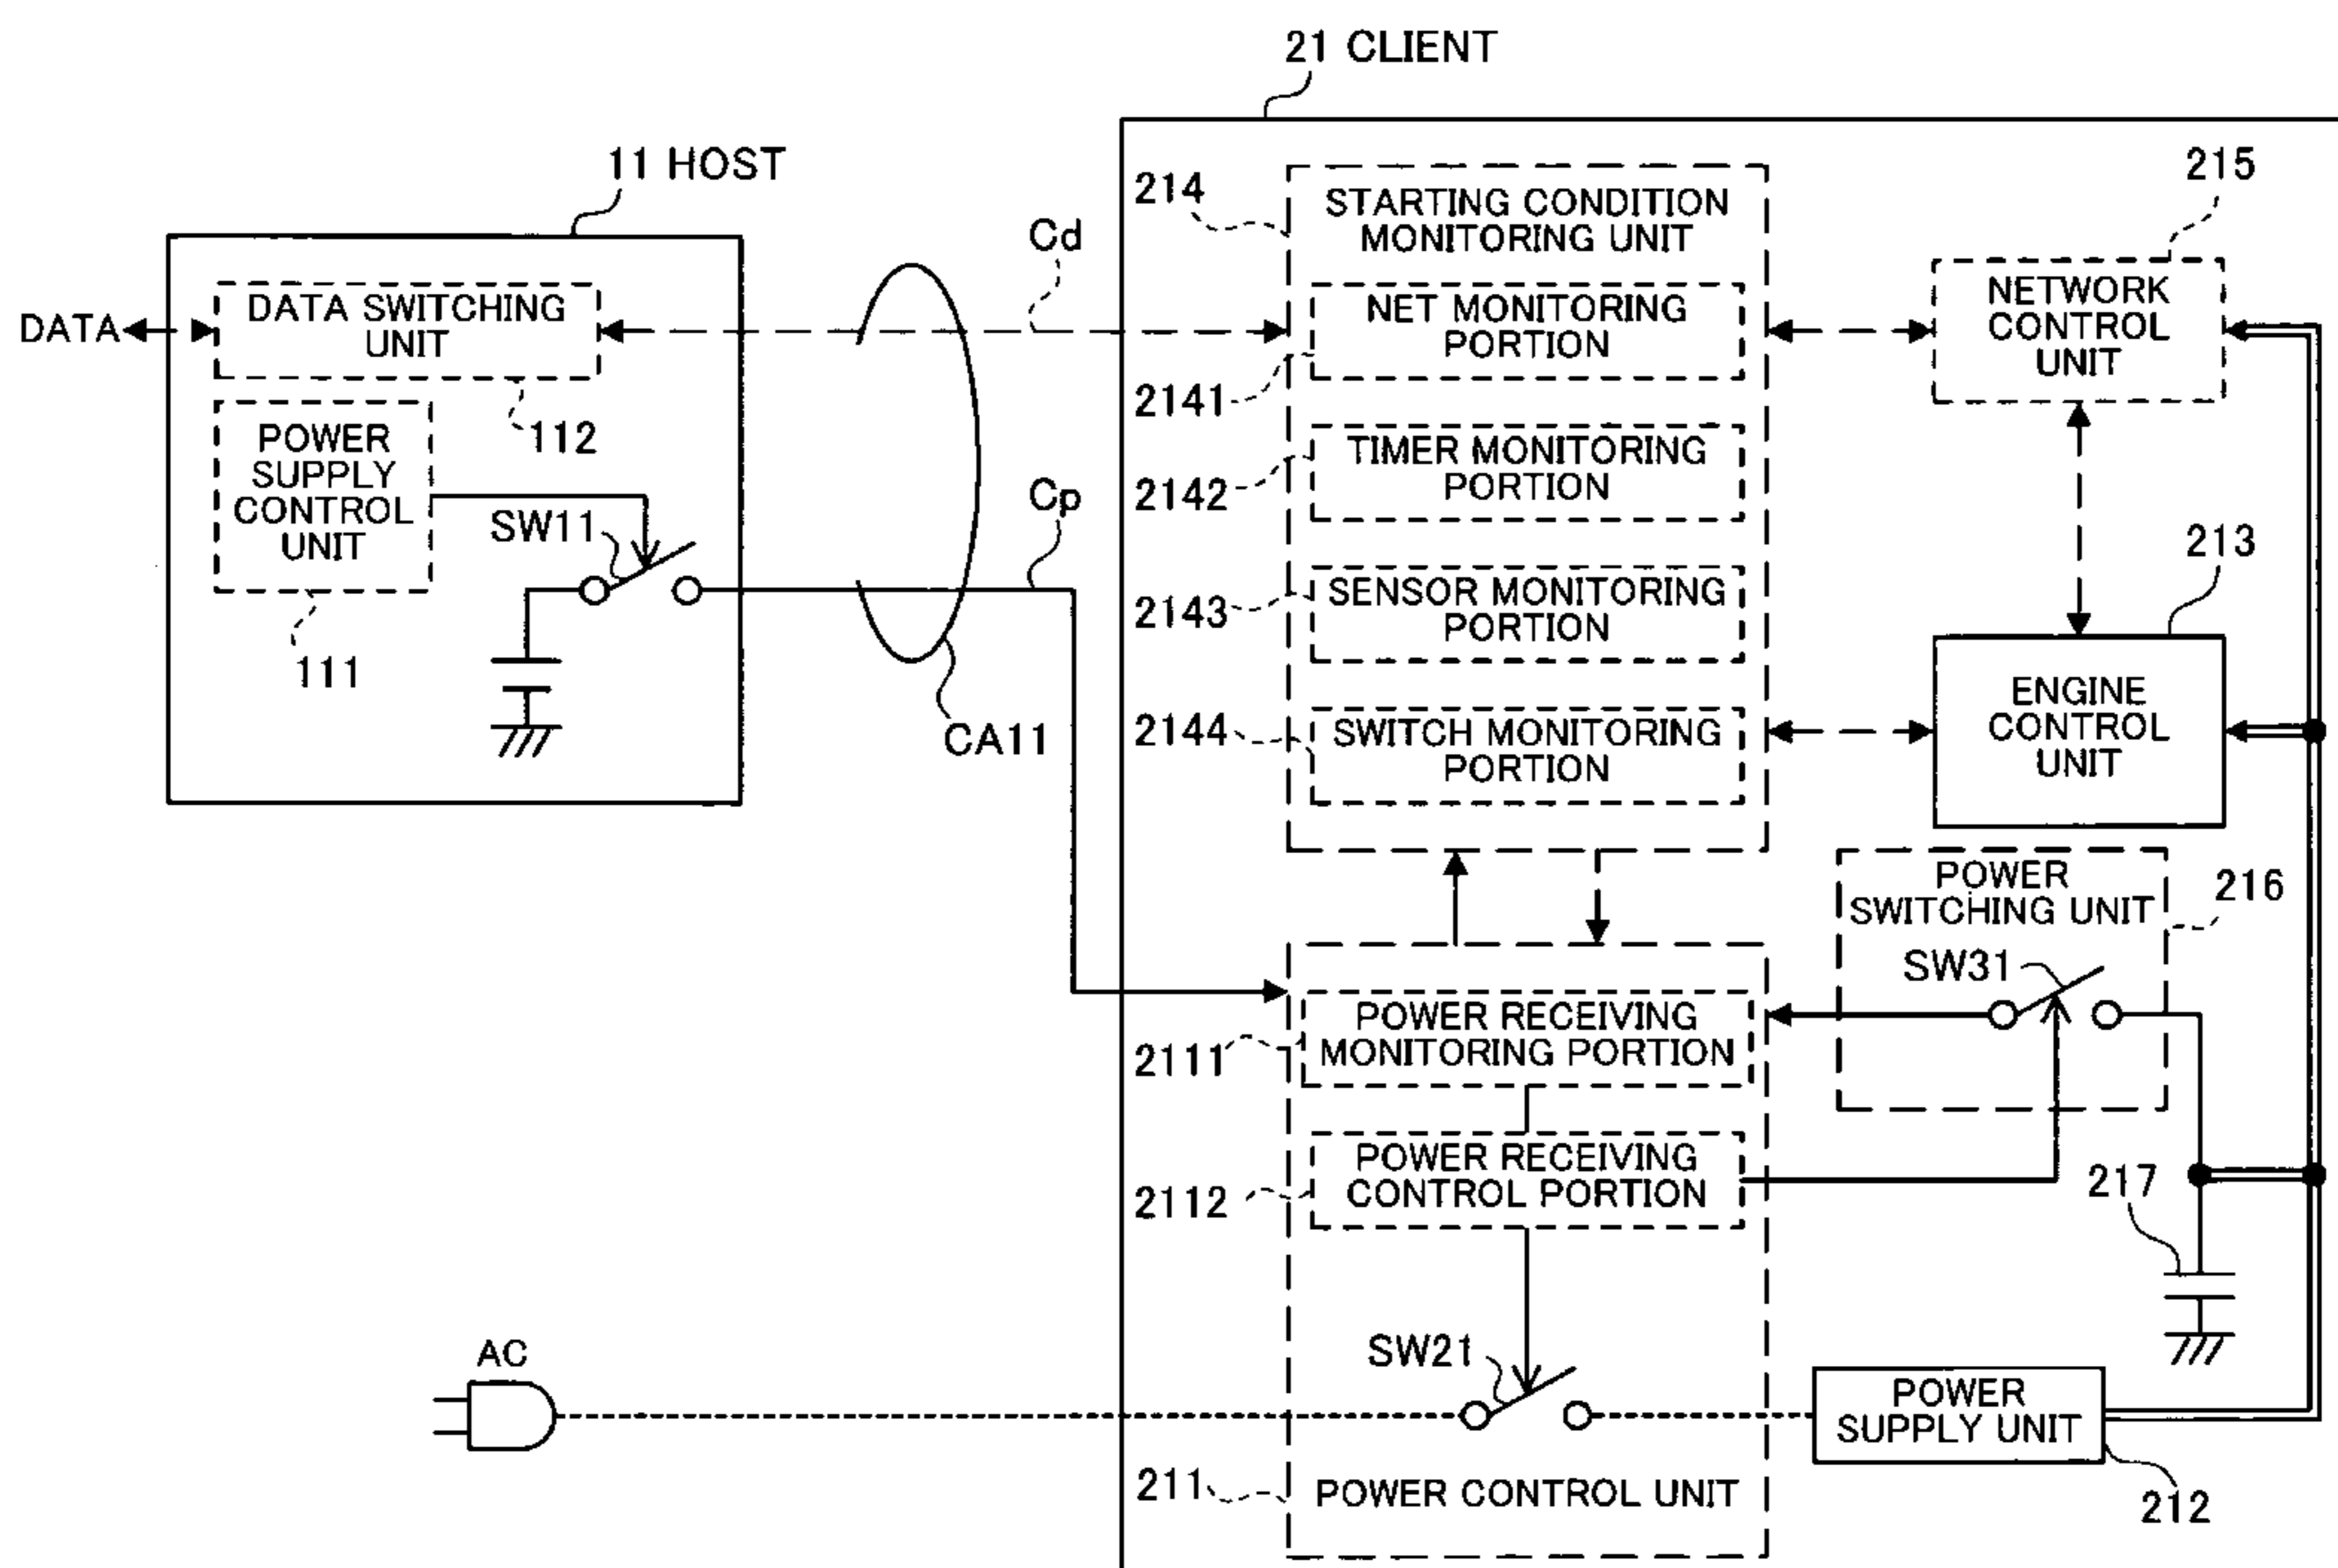 21 CLIENT
11 HOST
DATA
DATA SWITCHING
UNIT
112
POWER
SUPPLY
CONTROL
UNIT
111
SW11
Cd
Cp
CA11
214
STARTING CONDITION
MONITORING UNIT
NET MONITORING
PORTION
2141
TIMER MONITORING
PORTION
2142
SENSOR MONITORING
PORTION
2143
SWITCH MONITORING
PORTION
2144
215
NETWORK
CONTROL
UNIT
213
ENGINE
CONTROL
UNIT
POWER
SWITCHING UNIT
216
SW31
POWER RECEIVING
MONITORING PORTION
2111
POWER RECEIVING
CONTROL PORTION
2112
217
AC
SW21
POWER
SUPPLY UNIT
212
211
POWER CONTROL UNIT